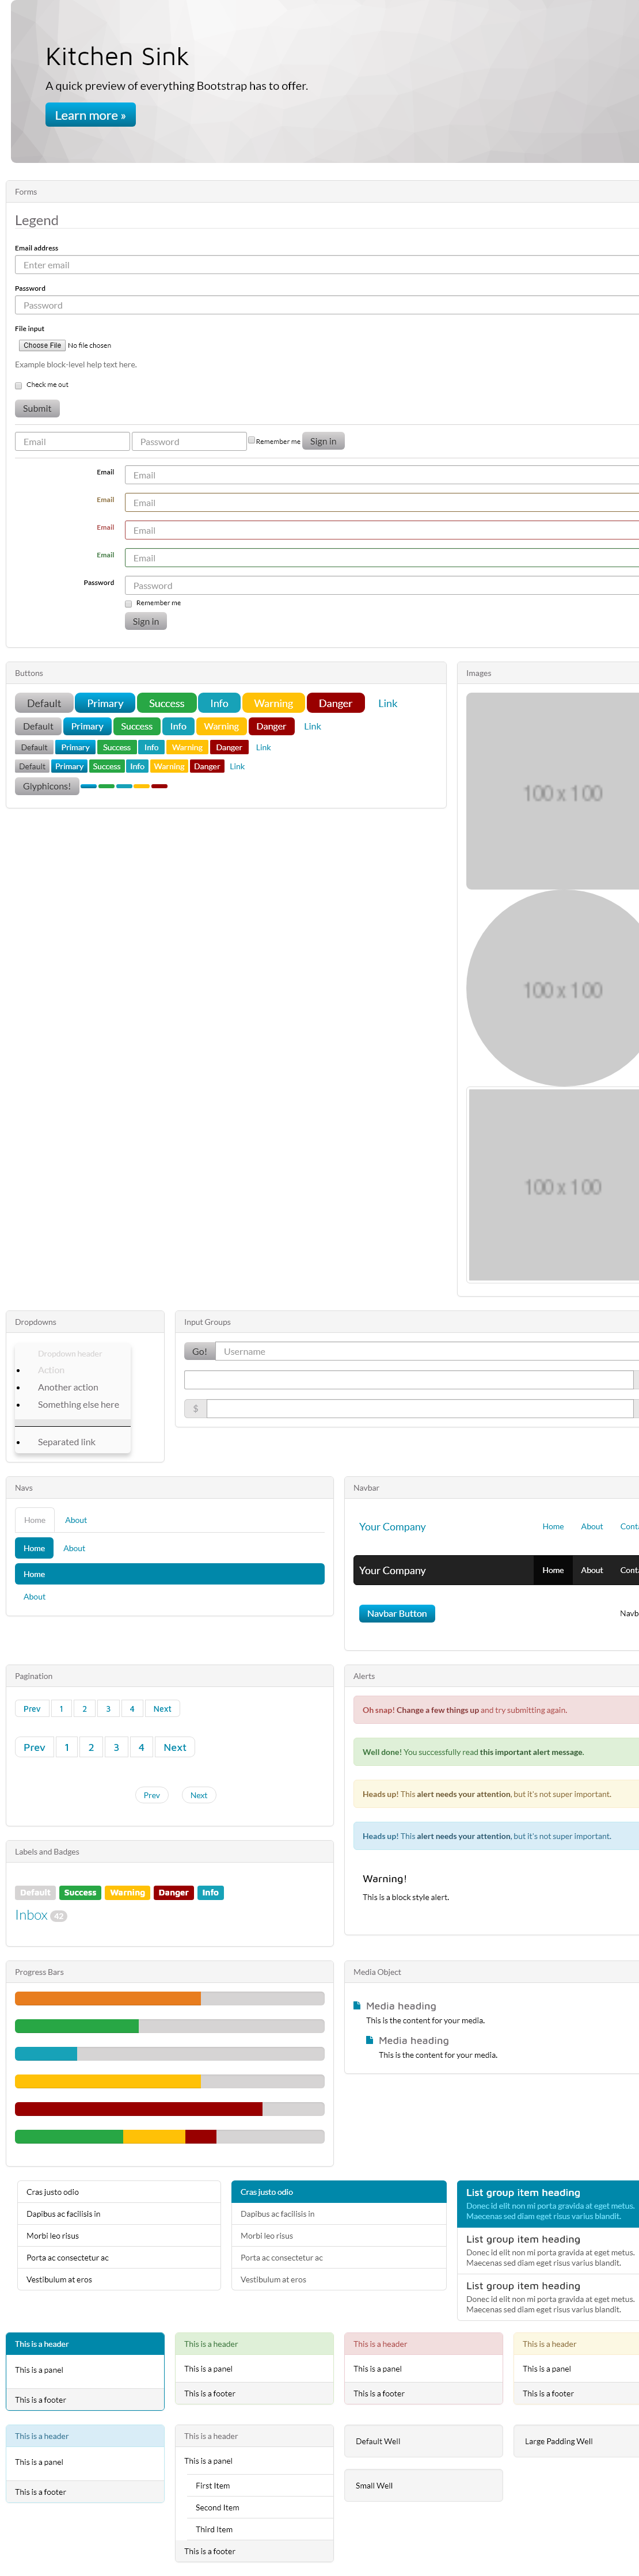 Kitchen Sink
A quick preview of everything Bootstrap has to offer.
Learn more »
Forms
Legend
Email address
Enter email
Password
Password
File input
Choose File No file chosen
Example block-level help text here.
Check me out
Submit
Email Password Remember me Sign in
Email Email
Email Email
Email Email
Email Email
Password Password
Remember me
Sign in
Buttons
Default Primary Success Info Warning Danger Link
Default Primary Success Info Warning Danger Link
Default Primary Success Info Warning Danger Link
Default Primary Success Info Warning Danger Link
Glyphicons!
Images
100 x 100
100 x 100
100 x 100
Dropdowns
Dropdown header
Action
Another action
Something else here
Separated link
Input Groups
Go! Username
$
Navs
Home About
Home About
Home
About
Navbar
Your Company Home About Conta
Your Company Home About Conta
Navbar Button Navb
Pagination
Prev 1 2 3 4 Next
Prev 1 2 3 4 Next
Prev Next
Alerts
Oh snap! Change a few things up and try submitting again.
Well done! You successfully read this important alert message.
Heads up! This alert needs your attention, but it's not super important.
Heads up! This alert needs your attention, but it's not super important.
Warning!
This is a block style alert.
Labels and Badges
Default Success Warning Danger Info
Inbox 42
Progress Bars
Media Object
Media heading
This is the content for your media.
Media heading
This is the content for your media.
Cras justo odio
Dapibus ac facilisis in
Morbi leo risus
Porta ac consectetur ac
Vestibulum at eros
Cras justo odio
Dapibus ac facilisis in
Morbi leo risus
Porta ac consectetur ac
Vestibulum at eros
List group item heading
Donec id elit non mi porta gravida at eget metus.
Maecenas sed diam eget risus varius blandit.
List group item heading
Donec id elit non mi porta gravida at eget metus.
Maecenas sed diam eget risus varius blandit.
List group item heading
Donec id elit non mi porta gravida at eget metus.
Maecenas sed diam eget risus varius blandit.
This is a header
This is a panel
This is a footer
This is a header
This is a panel
This is a footer
This is a header
This is a panel
This is a footer
This is a header
This is a panel
This is a footer
This is a header
This is a panel
This is a footer
This is a header
This is a panel
First Item
Second Item
Third Item
This is a footer
Default Well
Small Well
Large Padding Well